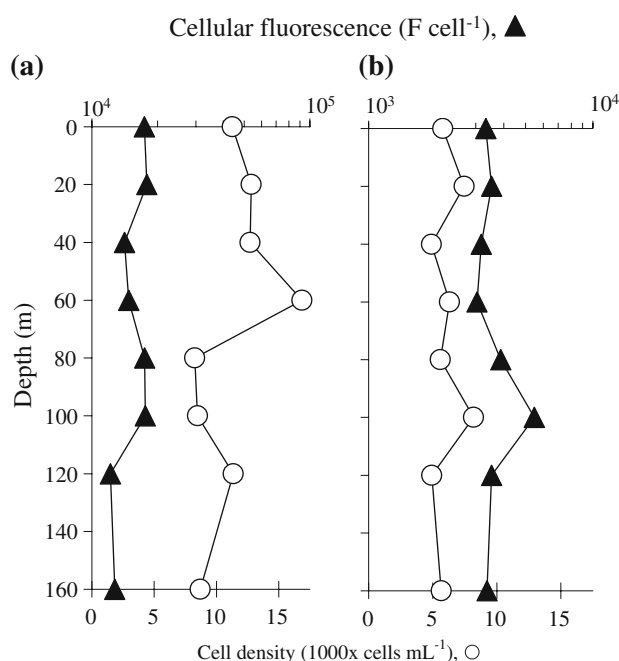 Cellular fluorescence (F cell⁻¹), ▲
(a) (b)
10⁴ 10⁵ 10³ 10⁴
0
20
40
60
80
100
120
140
160
Depth (m)
0 5 10 15 0 5 10 15
Cell density (1000x cells mL⁻¹), ○